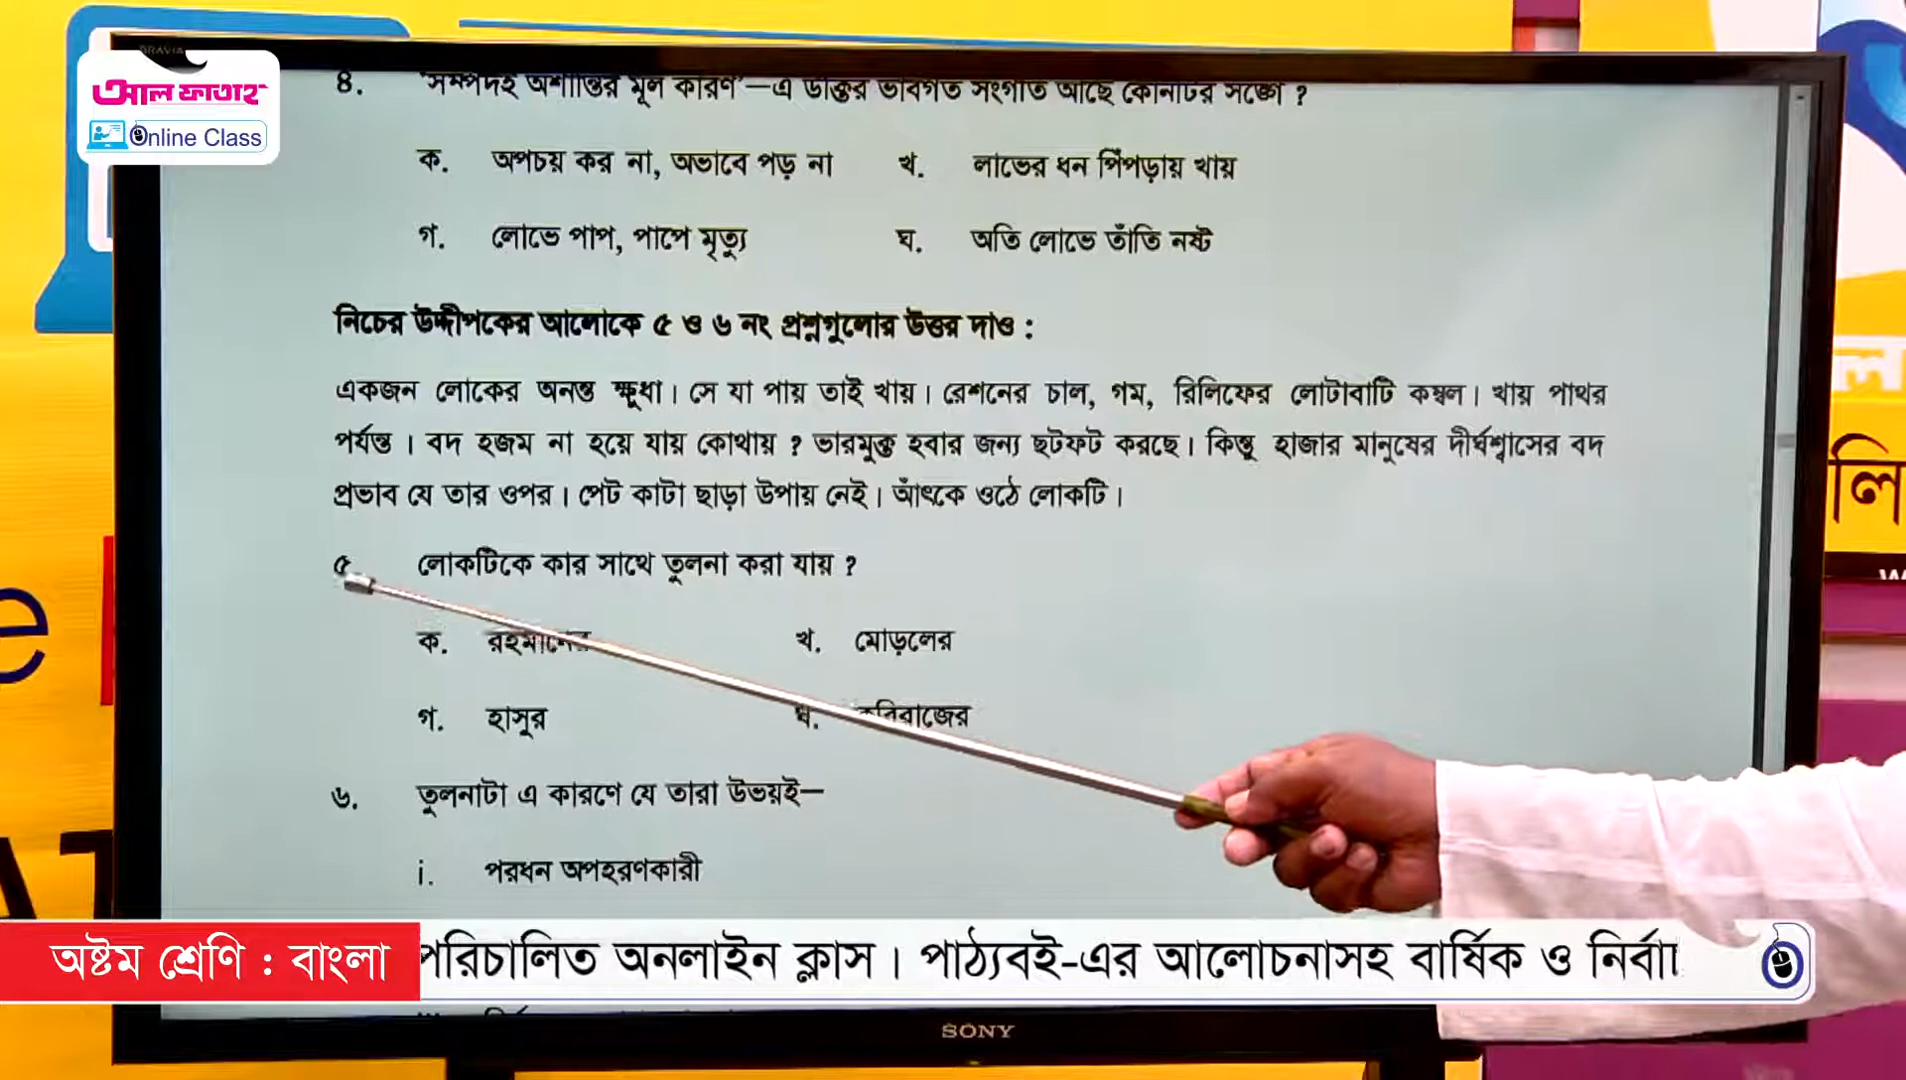 BRAVIA
আল ফাতাহ
Online Class
৪. 'সম্পদই অশান্তির মূল কারণ'—এ উক্তির ভাবগত সংগতি আছে কোনটির সঙ্গে ?
ক. অপচয় কর না, অভাবে পড় না খ. লাভের ধন পিঁপড়ায় খায়
গ. লোভে পাপ, পাপে মৃত্যু ঘ. অতি লোভে তাঁতি নষ্ট
নিচের উদ্দীপকের আলোকে ৫ ও ৬ নং প্রশ্নগুলোর উত্তর দাও :
একজন লোকের অনন্ত ক্ষুধা। সে যা পায় তাই খায়। রেশনের চাল, গম, রিলিফের লোটাবাটি কম্বল। খায় পাথর
পর্যন্ত । বদ হজম না হয়ে যায় কোথায় ? ভারমুক্ত হবার জন্য ছটফট করছে। কিন্তু হাজার মানুষের দীর্ঘশ্বাসের বদ
প্রভাব যে তার ওপর। পেট কাটা ছাড়া উপায় নেই। আঁৎকে ওঠে লোকটি।
৫ লোকটিকে কার সাথে তুলনা করা যায় ?
ক. রহমানের খ. মোড়লের
গ. হাসুর ঘ. কবিরাজের
৬. তুলনাটা এ কারণে যে তারা উভয়ই—
i. পরধন অপহরণকারী
অষ্টম শ্রেণি : বাংলা
পরিচালিত অনলাইন ক্লাস। পাঠ্যবই-এর আলোচনাসহ বার্ষিক ও নির্বা
SONY
লি
w
e